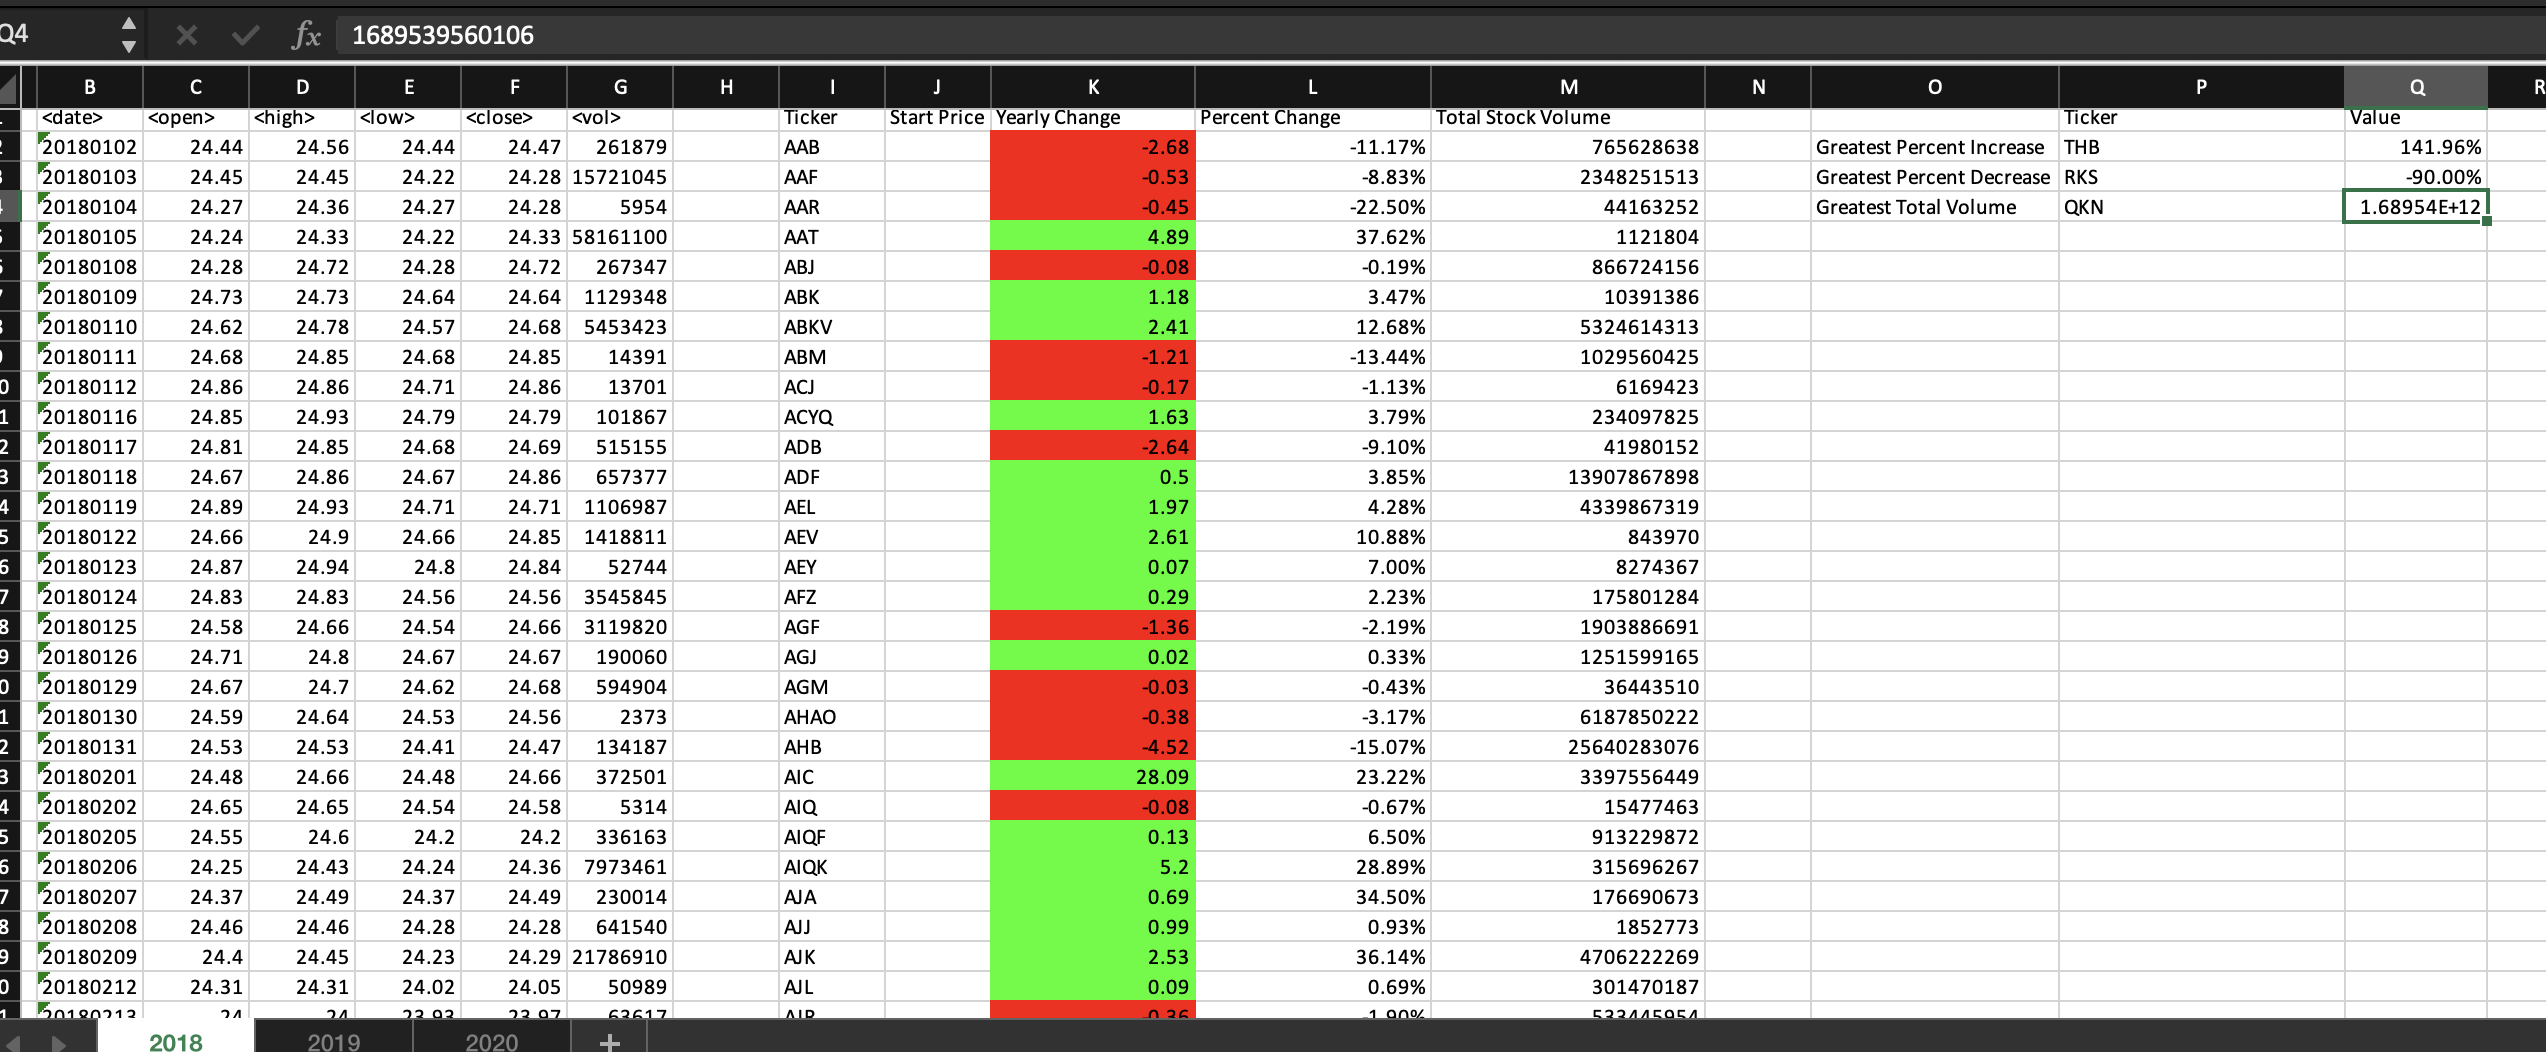 Q4 fx 1689539560106
B C D E F G H I J K L M N O P Q R
<date> <open> <high> <low> <close> <vol> Ticker Start Price Yearly Change Percent Change Total Stock Volume Ticker Value
20180102 24.44 24.56 24.44 24.47 261879 AAB -2.68 -11.17% 765628638 Greatest Percent Increase THB 141.96%
20180103 24.45 24.45 24.22 24.28 15721045 AAF -0.53 -8.83% 2348251513 Greatest Percent Decrease RKS -90.00%
20180104 24.27 24.36 24.27 24.28 5954 AAR -0.45 -22.50% 44163252 Greatest Total Volume QKN 1.68954E+12
20180105 24.24 24.33 24.22 24.33 58161100 AAT 4.89 37.62% 1121804
20180108 24.28 24.72 24.28 24.72 267347 ABJ -0.08 -0.19% 866724156
20180109 24.73 24.73 24.64 24.64 1129348 ABK 1.18 3.47% 10391386
20180110 24.62 24.78 24.57 24.68 5453423 ABKV 2.41 12.68% 5324614313
20180111 24.68 24.85 24.68 24.85 14391 ABM -1.21 -13.44% 1029560425
20180112 24.86 24.86 24.71 24.86 13701 ACJ -0.17 -1.13% 6169423
20180116 24.85 24.93 24.79 24.79 101867 ACYQ 1.63 3.79% 234097825
20180117 24.81 24.85 24.68 24.69 515155 ADB -2.64 -9.10% 41980152
20180118 24.67 24.86 24.67 24.86 657377 ADF 0.5 3.85% 13907867898
20180119 24.89 24.93 24.71 24.71 1106987 AEL 1.97 4.28% 4339867319
20180122 24.66 24.9 24.66 24.85 1418811 AEV 2.61 10.88% 843970
20180123 24.87 24.94 24.8 24.84 52744 AEY 0.07 7.00% 8274367
20180124 24.83 24.83 24.56 24.56 3545845 AFZ 0.29 2.23% 175801284
20180125 24.58 24.66 24.54 24.66 3119820 AGF -1.36 -2.19% 1903886691
20180126 24.71 24.8 24.67 24.67 190060 AGJ 0.02 0.33% 1251599165
20180129 24.67 24.7 24.62 24.68 594904 AGM -0.03 -0.43% 36443510
20180130 24.59 24.64 24.53 24.56 2373 AHAO -0.38 -3.17% 6187850222
20180131 24.53 24.53 24.41 24.47 134187 AHB -4.52 -15.07% 25640283076
20180201 24.48 24.66 24.48 24.66 372501 AIC 28.09 23.22% 3397556449
20180202 24.65 24.65 24.54 24.58 5314 AIQ -0.08 -0.67% 15477463
20180205 24.55 24.6 24.2 24.2 336163 AIQF 0.13 6.50% 913229872
20180206 24.25 24.43 24.24 24.36 7973461 AIQK 5.2 28.89% 315696267
20180207 24.37 24.49 24.37 24.49 230014 AJA 0.69 34.50% 176690673
20180208 24.46 24.46 24.28 24.28 641540 AJJ 0.99 0.93% 1852773
20180209 24.4 24.45 24.23 24.29 21786910 AJK 2.53 36.14% 4706222269
20180212 24.31 24.31 24.02 24.05 50989 AJL 0.09 0.69% 301470187
20180213 24 24 23.93 23.97 63617 -0.36 -1.90% 533445954
2018 2019 2020 +